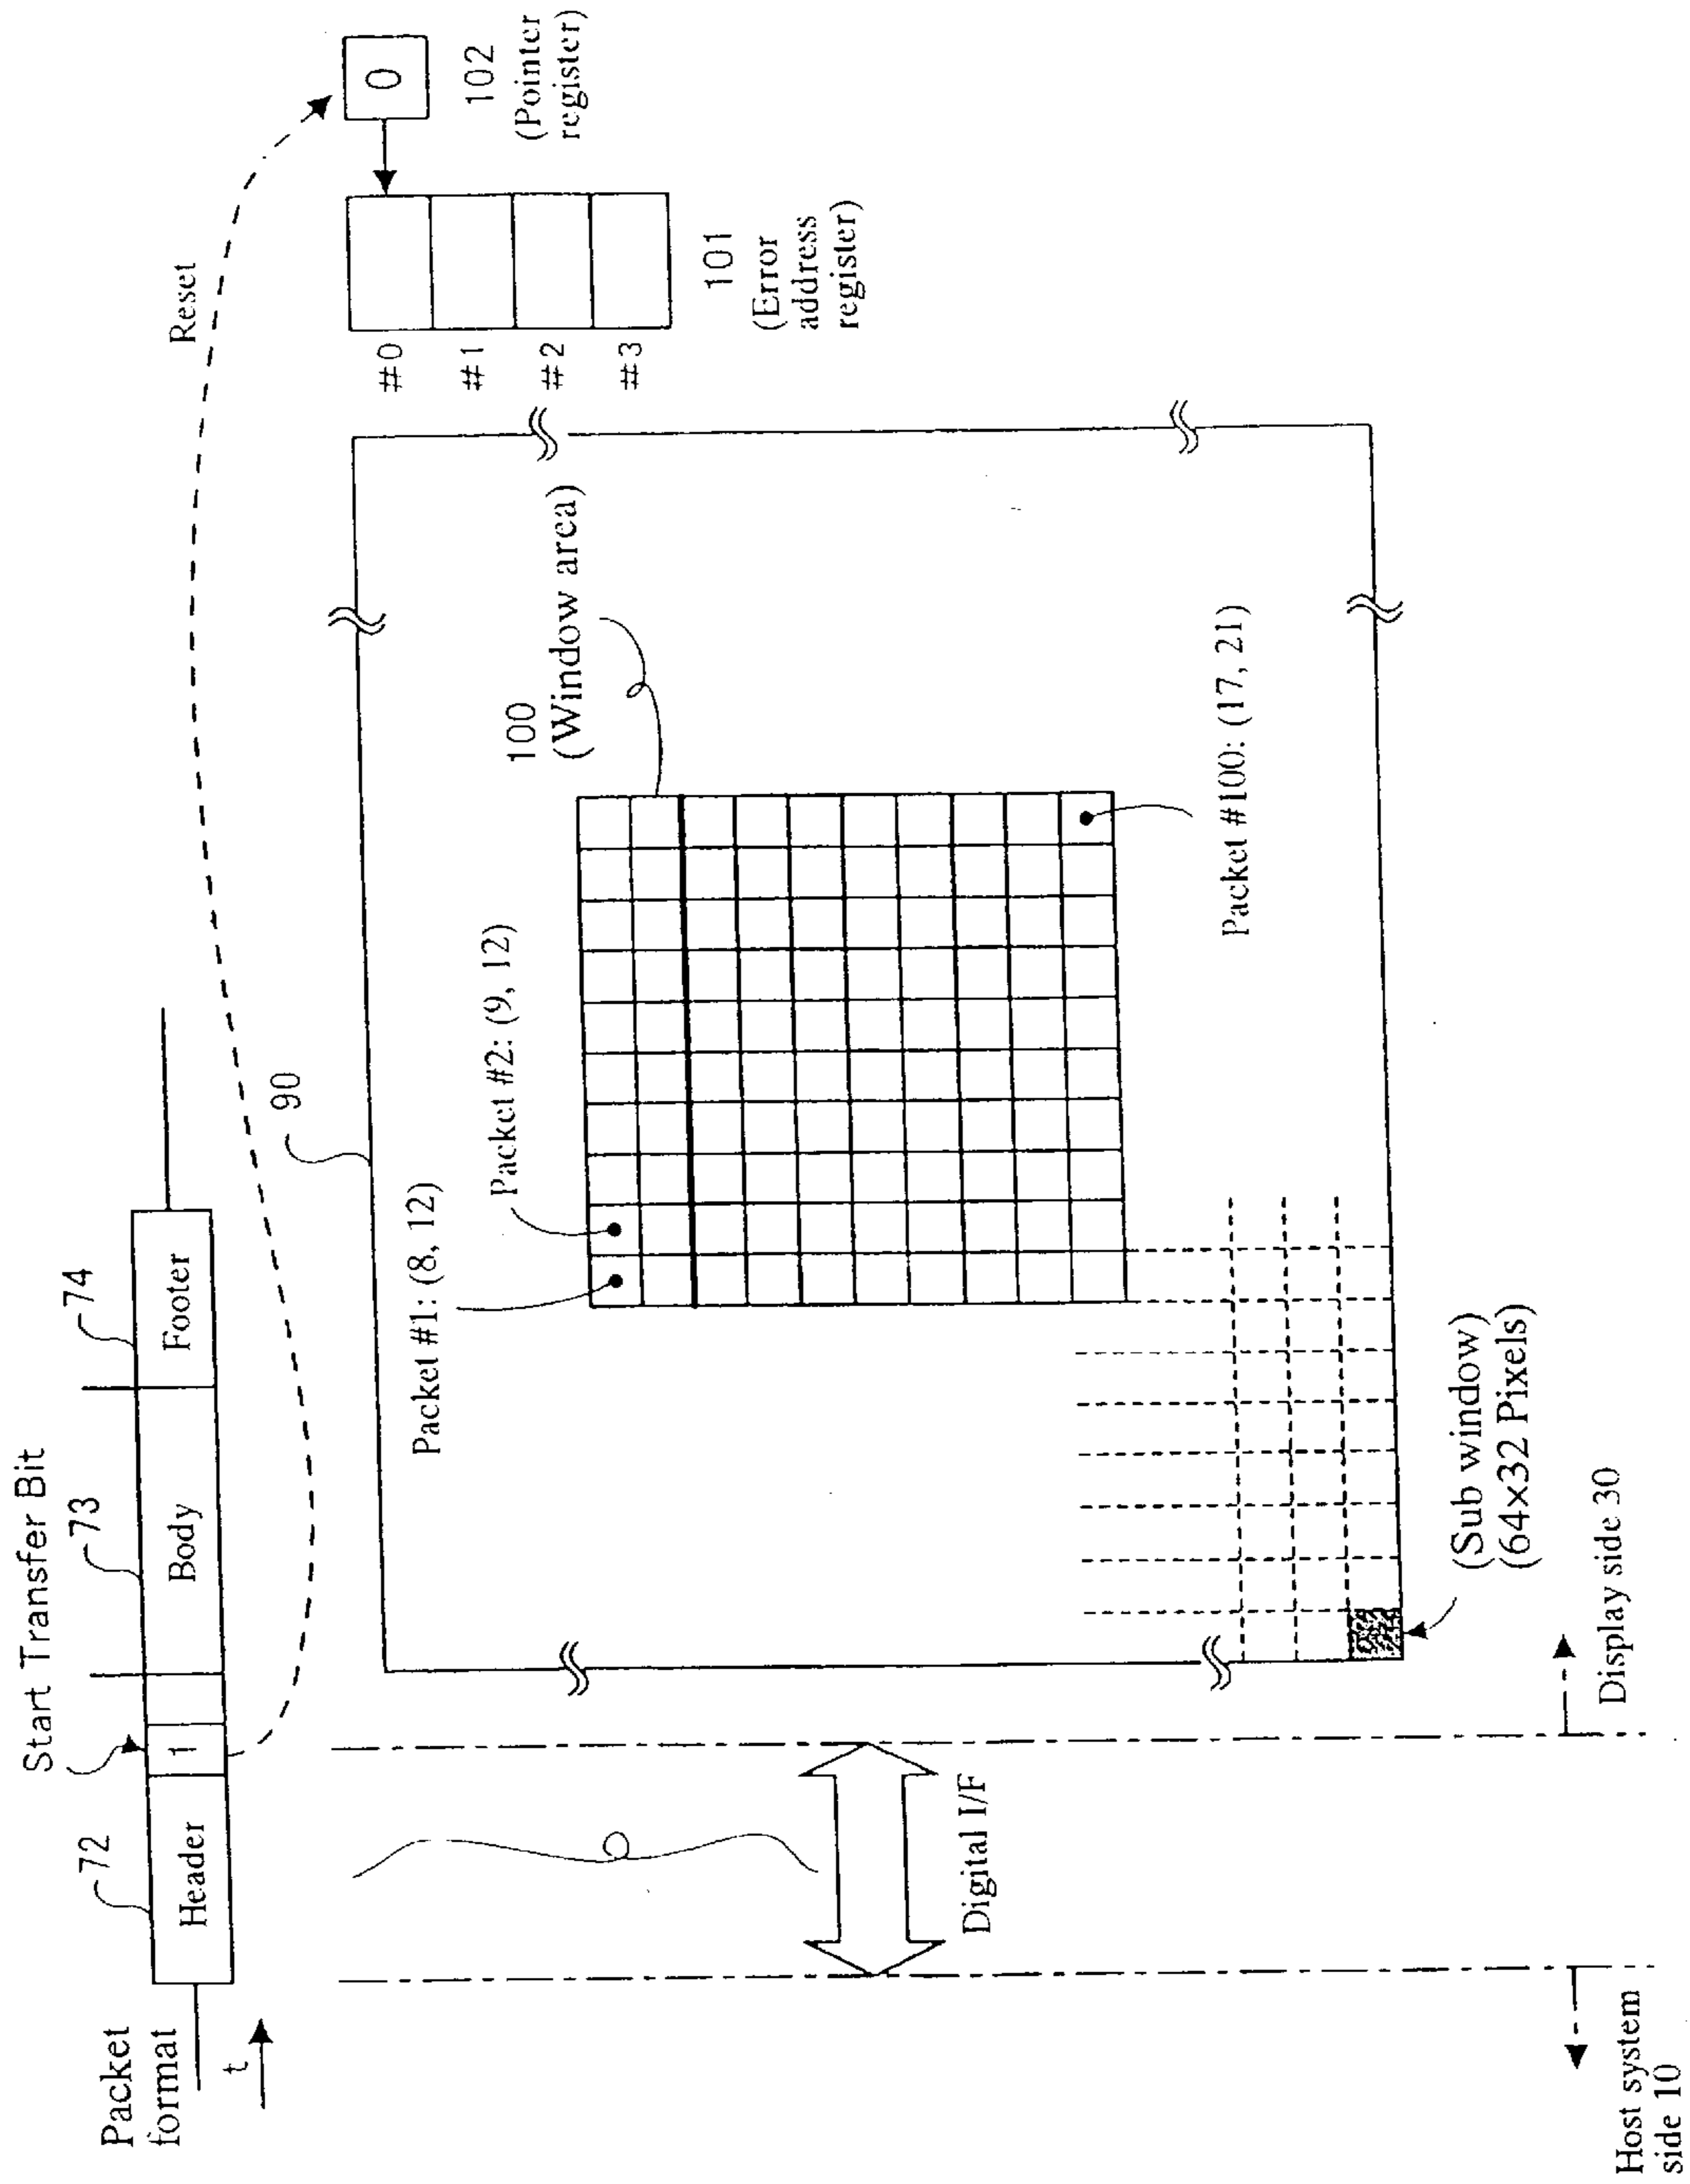 Packet
format
t
Start Transfer Bit
72
73
74
Header
1
Body
Footer
Reset
90
0
102
(Pointer
register)
#0
#1
#2
#3
101
(Error
address
register)
100
(Window area)
Packet #1: (8, 12)
Packet #2: (9, 12)
Packet #100: (17, 21)
Digital I/F
(Sub window)
(64×32 Pixels)
Host system
side 10
Display side 30